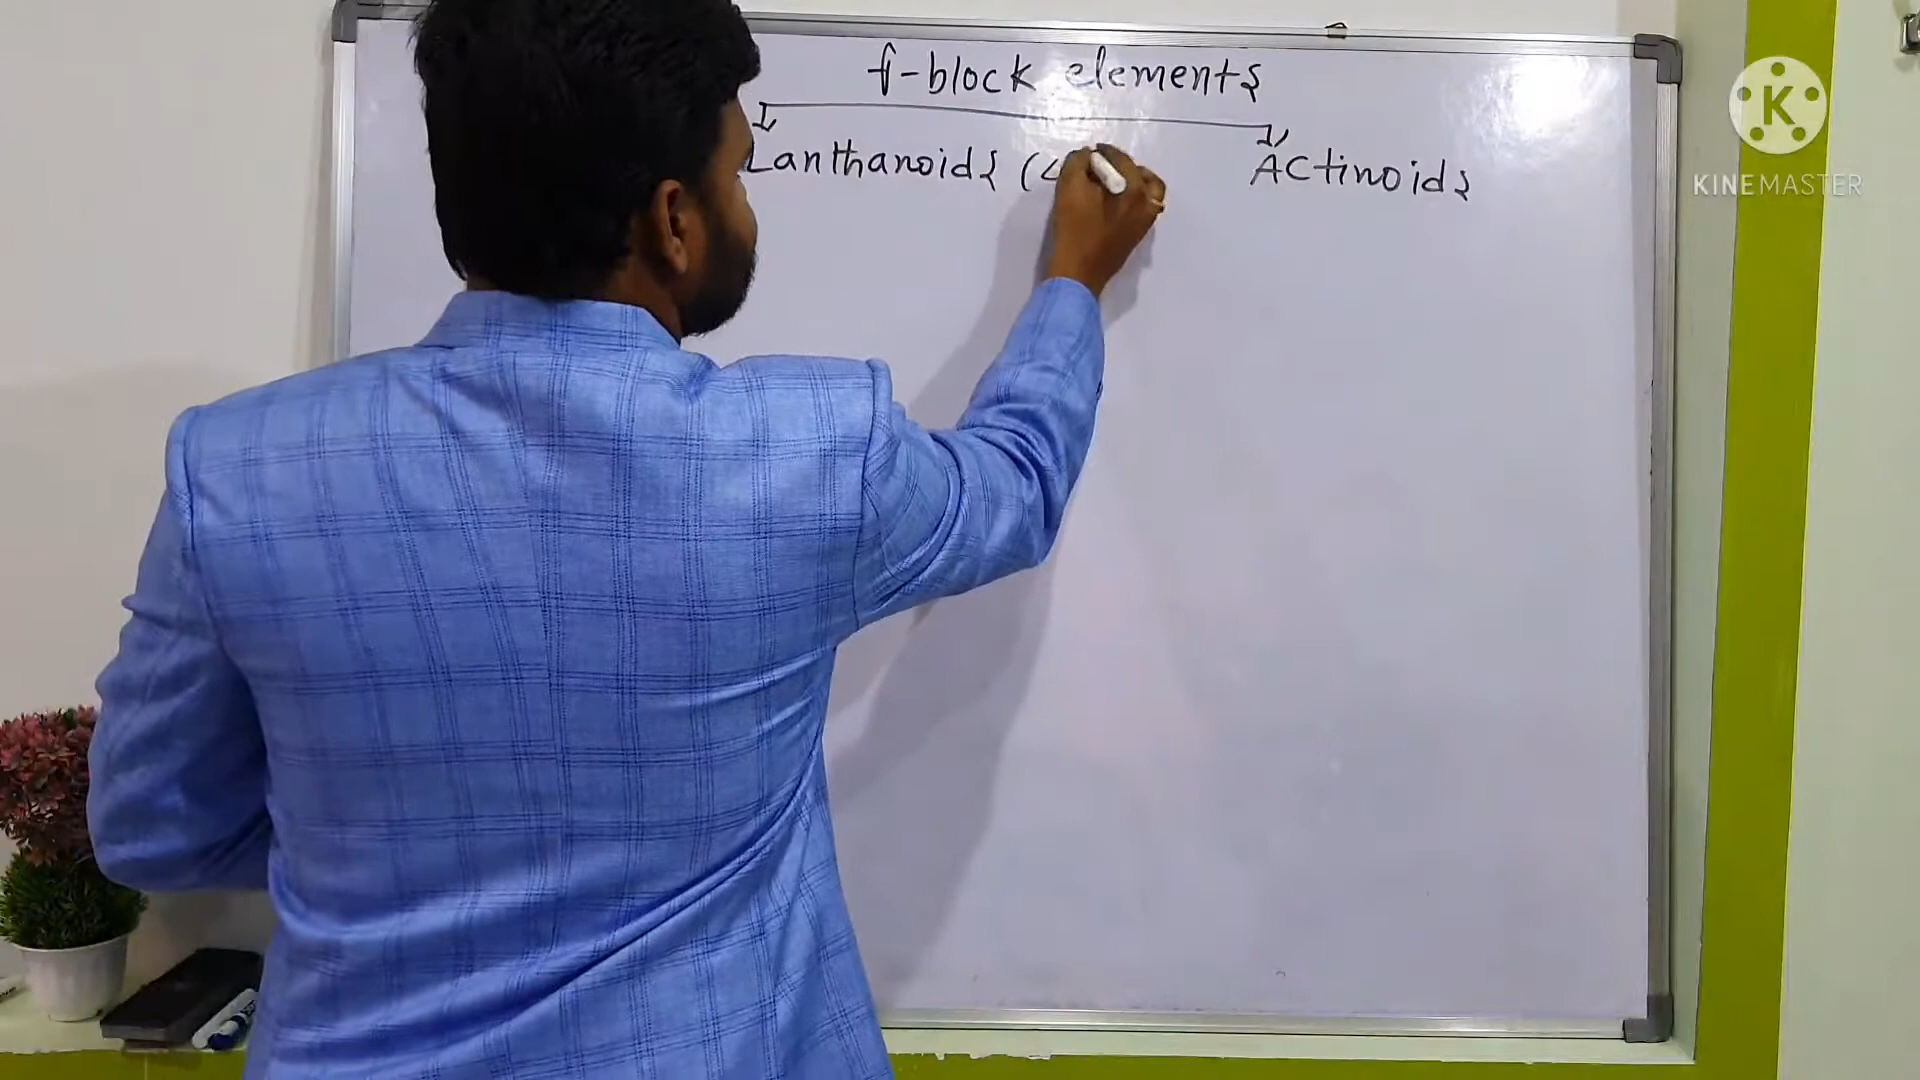 f-block elements
Lanthanoids (4
Actinoids
K
KINEMASTER